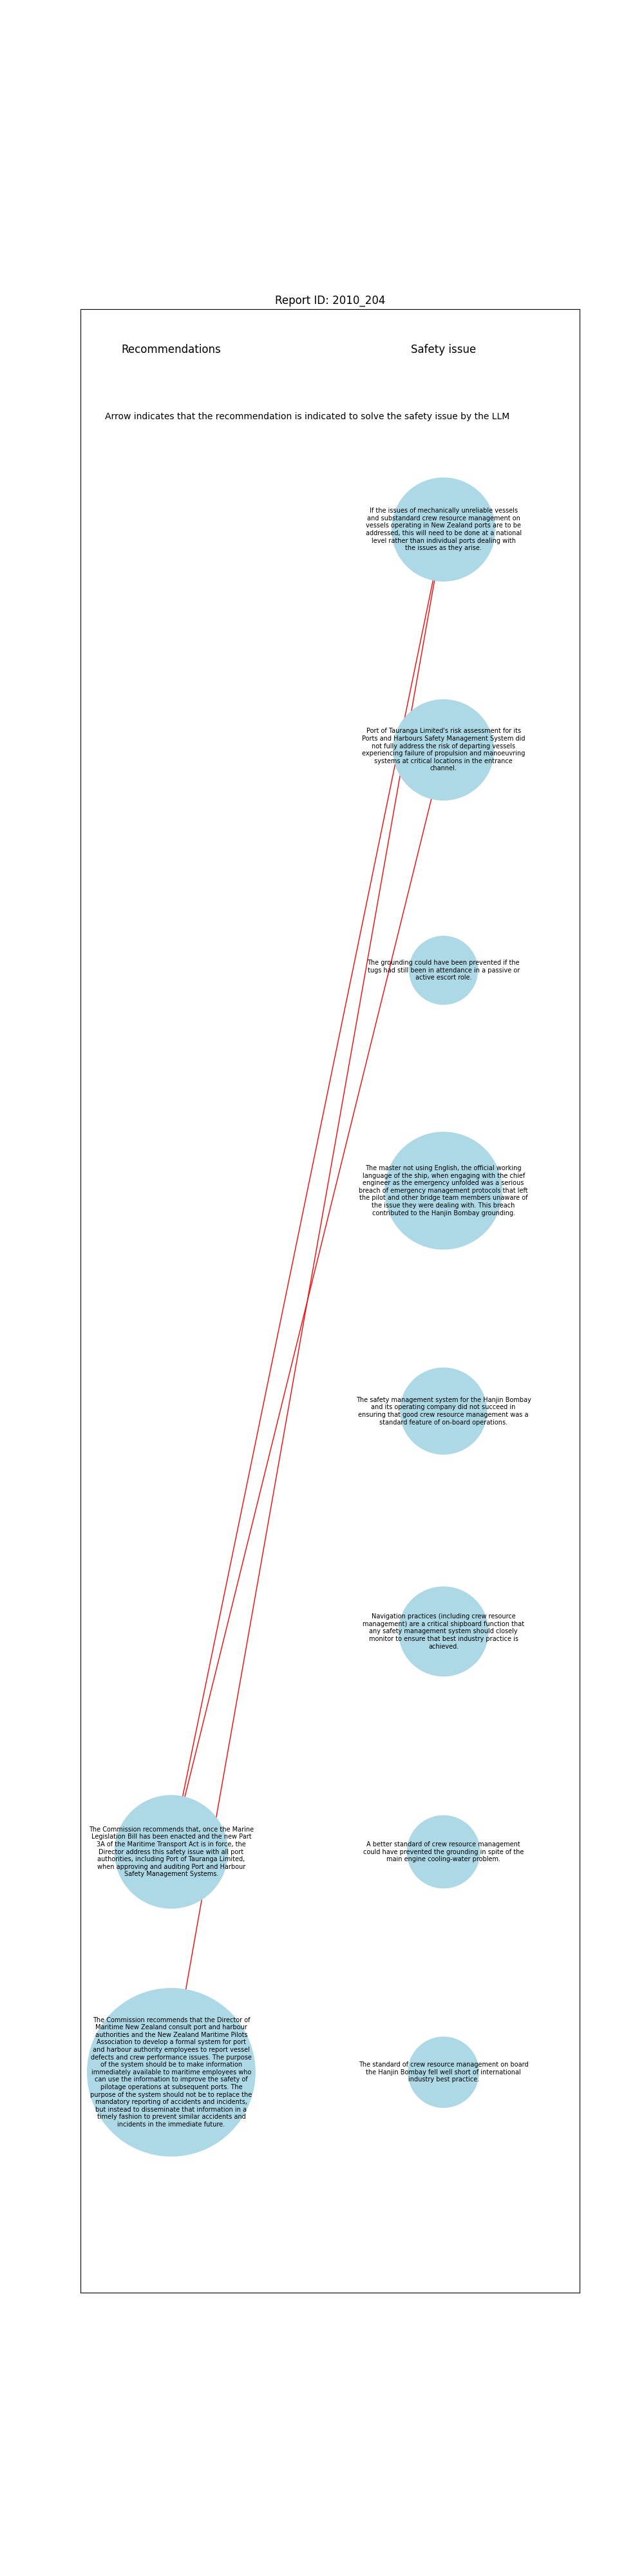 Report ID: 2010_204
Recommendations
Safety issue
Arrow indicates that the recommendation is indicated to solve the safety issue by the LLM
If the issues of mechanically unreliable vessels
and substandard crew resource management on
vessels operating in New Zealand ports are to be
addressed, this will need to be done at a national
level rather than individual ports dealing with
the issues as they arise.
Port of Tauranga Limited's risk assessment for its
Ports and Harbours Safety Management System did
not fully address the risk of departing vessels
experiencing failure of propulsion and manoeuvring
systems at critical locations in the entrance
channel.
The grounding could have been prevented if the
tugs had still been in attendance in a passive or
active escort role.
The master not using English, the official working
language of the ship, when engaging with the chief
engineer as the emergency unfolded was a serious
breach of emergency management protocols that left
the pilot and other bridge team members unaware of
the issue they were dealing with. This breach
contributed to the Hanjin Bombay grounding.
The safety management system for the Hanjin Bombay
and its operating company did not succeed in
ensuring that good crew resource management was a
standard feature of on-board operations.
Navigation practices (including crew resource
management) are a critical shipboard function that
any safety management system should closely
monitor to ensure that best industry practice is
achieved.
The Commission recommends that, once the Marine
Legislation Bill has been enacted and the new Part
3A of the Maritime Transport Act is in force, the
Director address this safety issue with all port
authorities, including Port of Tauranga Limited,
when approving and auditing Port and Harbour
Safety Management Systems.
A better standard of crew resource management
could have prevented the grounding in spite of the
main engine cooling-water problem.
The Commission recommends that the Director of
Maritime New Zealand consult port and harbour
authorities and the New Zealand Maritime Pilots
Association to develop a formal system for port
and harbour authority employees to report vessel
defects and crew performance issues. The purpose
of the system should be to make information
immediately available to maritime employees who
can use the information to improve the safety of
pilotage operations at subsequent ports. The
purpose of the system should not be to replace the
mandatory reporting of accidents and incidents,
but instead to disseminate that information in a
timely fashion to prevent similar accidents and
incidents in the immediate future.
The standard of crew resource management on board
the Hanjin Bombay fell well short of international
industry best practice.